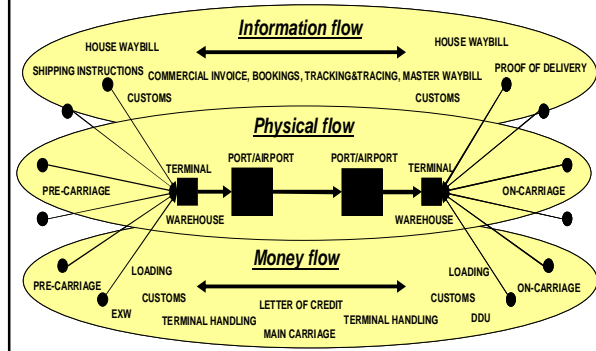 Information flow
HOUSE WAYBILL
HOUSE WAYBILL
SHIPPING INSTRUCTIONS
COMMERCIAL INVOICE, BOOKINGS, TRACKING&TRACING, MASTER WAYBILL
PROOF OF DELIVERY
CUSTOMS
CUSTOMS
Physical flow
PORT/AIRPORT
PORT/AIRPORT
TERMINAL
TERMINAL
PRE-CARRIAGE
ON-CARRIAGE
WAREHOUSE
WAREHOUSE
Money flow
LOADING
LOADING
PRE-CARRIAGE
ON-CARRIAGE
CUSTOMS
CUSTOMS
LETTER OF CREDIT
EXW
DDU
TERMINAL HANDLING
TERMINAL HANDLING
MAIN CARRIAGE